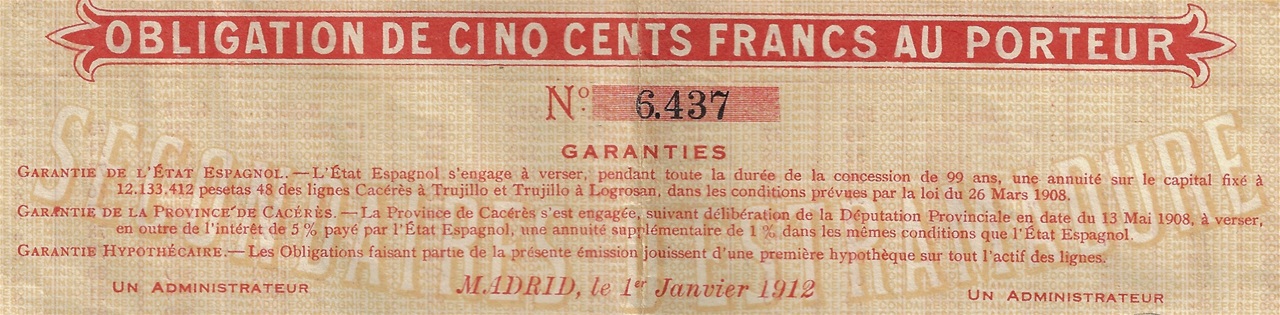 OBLIGATION DE CINQ CENTS FRANCS AU PORTEUR
Nº 6.437
GARANTIES
GARANTIE DE L'ÉTAT ESPAGNOL.—L'État Espagnol s'engage à verser, pendant toute la durée de la concession de 99 ans, une annuité sur le capital fixé à
12.133.412 pesetas 48 des lignes Cacérès à Trujillo et Trujillo à Logrosan, dans les conditions prévues par la loi du 26 Mars 1908.
GARANTIE DE LA PROVINCE DE CACÉRÈS.—La Province de Cacérès s'est engagée, suivant délibération de la Députation Provinciale en date du 13 Mai 1908, à verser,
en outre de l'intérêt de 5 % payé par l'État Espagnol, une annuité supplémentaire de 1 % dans les mêmes conditions que l'État Espagnol.
GARANTIE HYPOTHÉCAIRE.—Les Obligations faisant partie de la présente émission jouissent d'une première hypothèque sur tout l'actif des lignes.
UN ADMINISTRATEUR MADRID, le 1er Janvier 1912 UN ADMINISTRATEUR